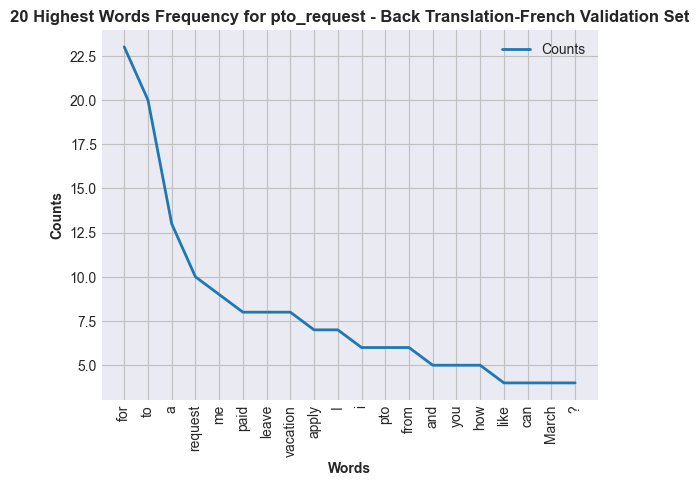 20 Highest Words Frequency for pto_request - Back Translation-French Validation Set
Counts
22.5
20.0
17.5
15.0
12.5
10.0
7.5
5.0
Counts
for
to
a
request
me
paid
leave
vacation
apply
I
i
pto
from
and
you
how
like
can
March
?
Words